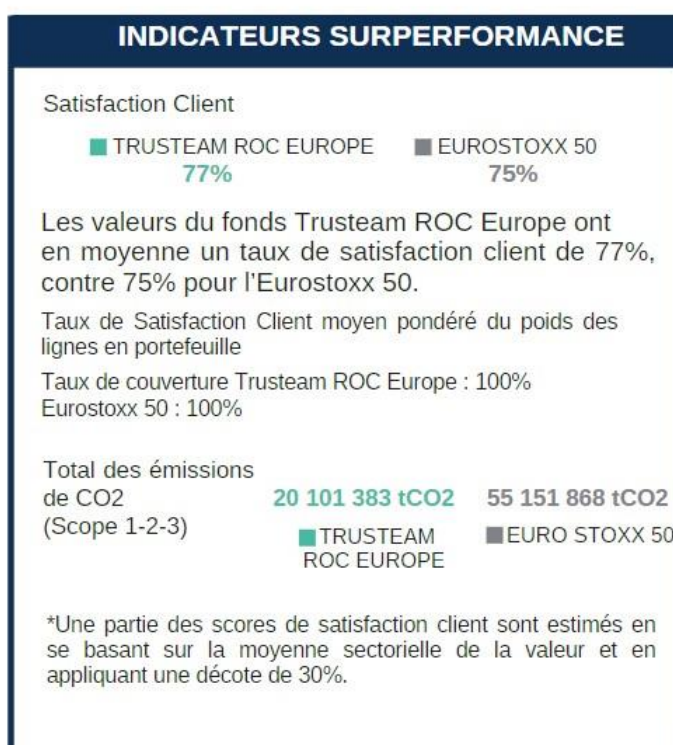 INDICATEURS SURPERFORMANCE
Satisfaction Client
TRUSTEAM ROC EUROPE EUROSTOXX 50
77% 75%
Les valeurs du fonds Trusteam ROC Europe ont
en moyenne un taux de satisfaction client de 77%,
contre 75% pour l'Eurostoxx 50.
Taux de Satisfaction Client moyen pondéré du poids des
lignes en portefeuille
Taux de couverture Trusteam ROC Europe : 100%
Eurostoxx 50 : 100%
Total des émissions
de CO2
(Scope 1-2-3)
20 101 383 tCO2 55 151 868 tCO2
TRUSTEAM
ROC EUROPE
EURO STOXX 50
*Une partie des scores de satisfaction client sont estimés en
se basant sur la moyenne sectorielle de la valeur et en
appliquant une décote de 30%.